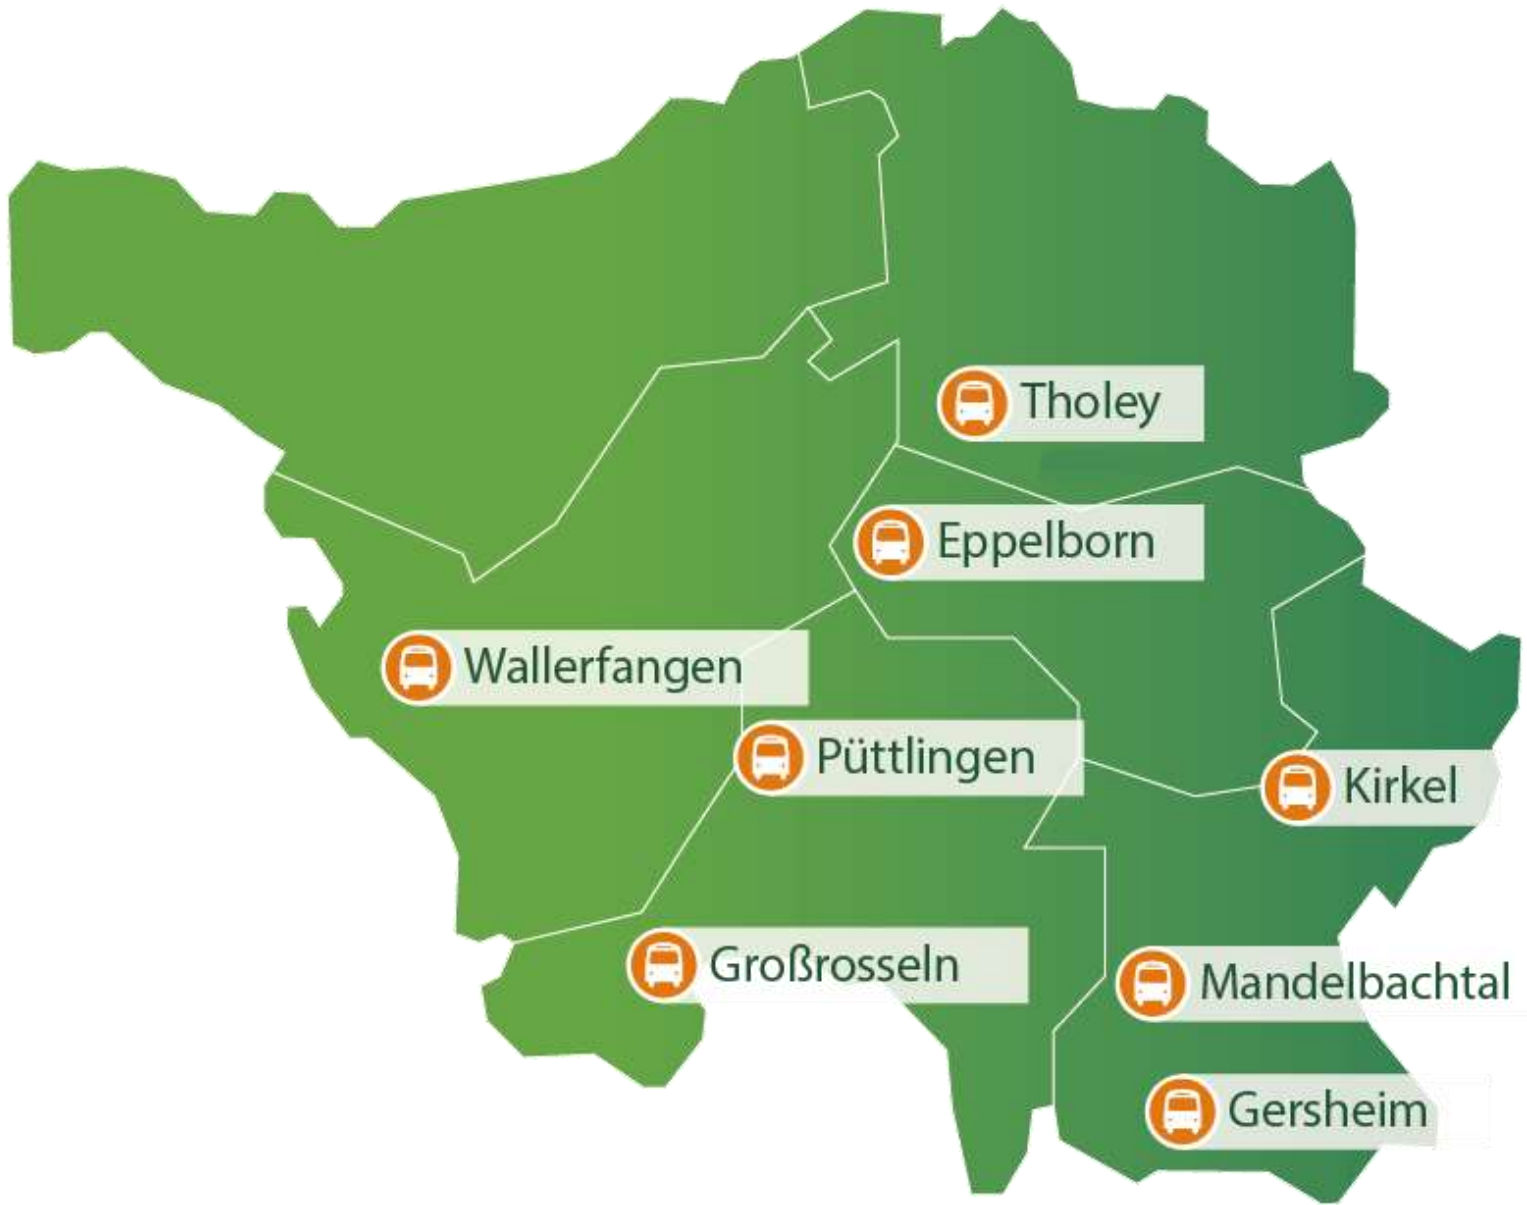 Tholey
Eppelborn
Wallerfangen
Püttlingen
Kirkel
Großrosseln
Mandelbachtal
Gersheim